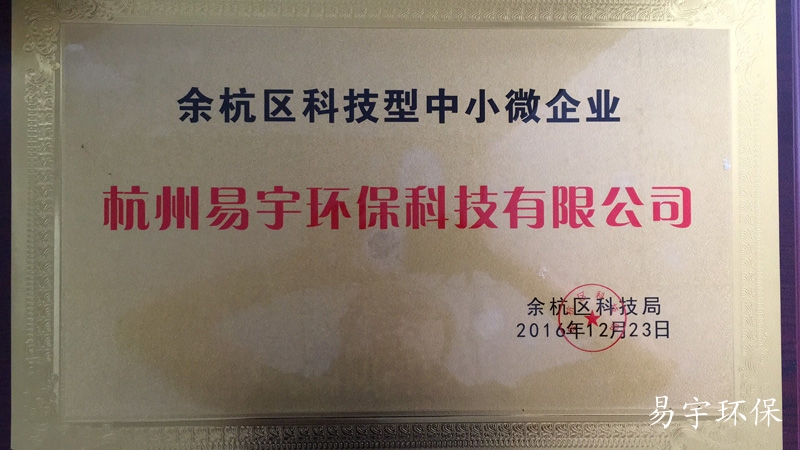 余杭区科技型中小微企业
杭州易宇环保科技有限公司
余杭区科技局
2016年12月23日
易宇环保